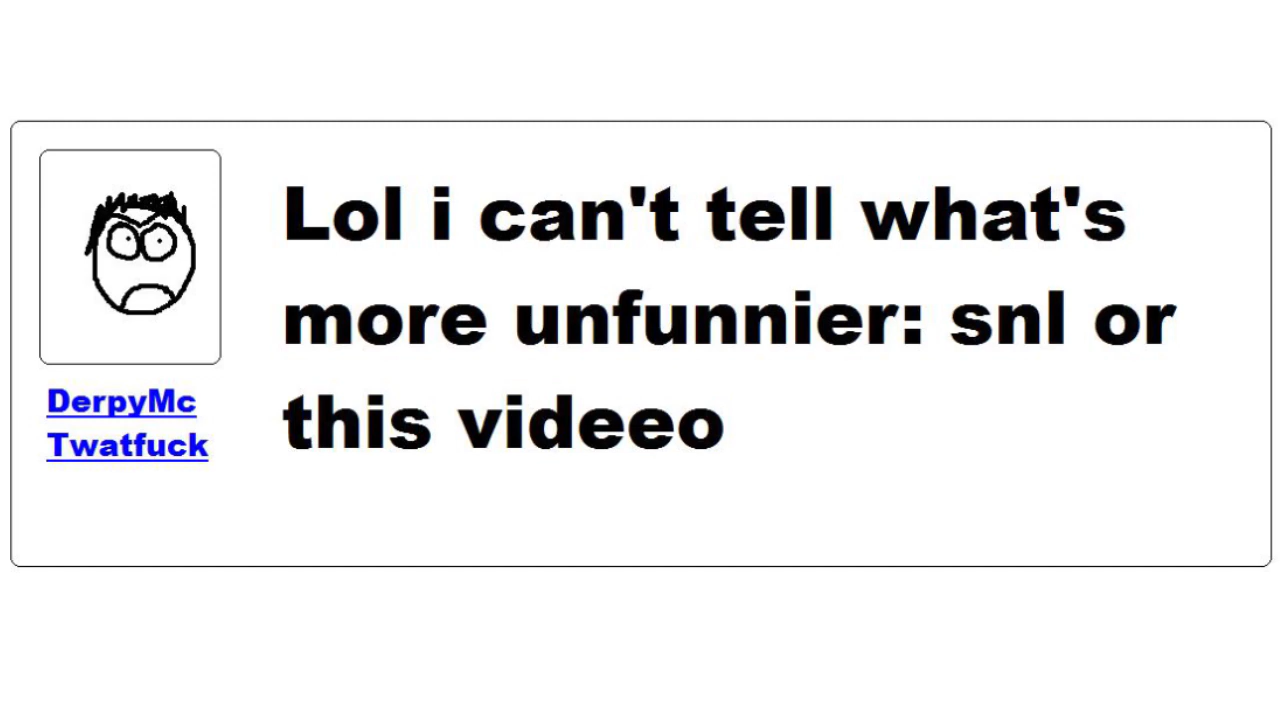 Lol i can't tell what's
more unfunnier: snl or
this videeo
DerpyMc
Twatfuck